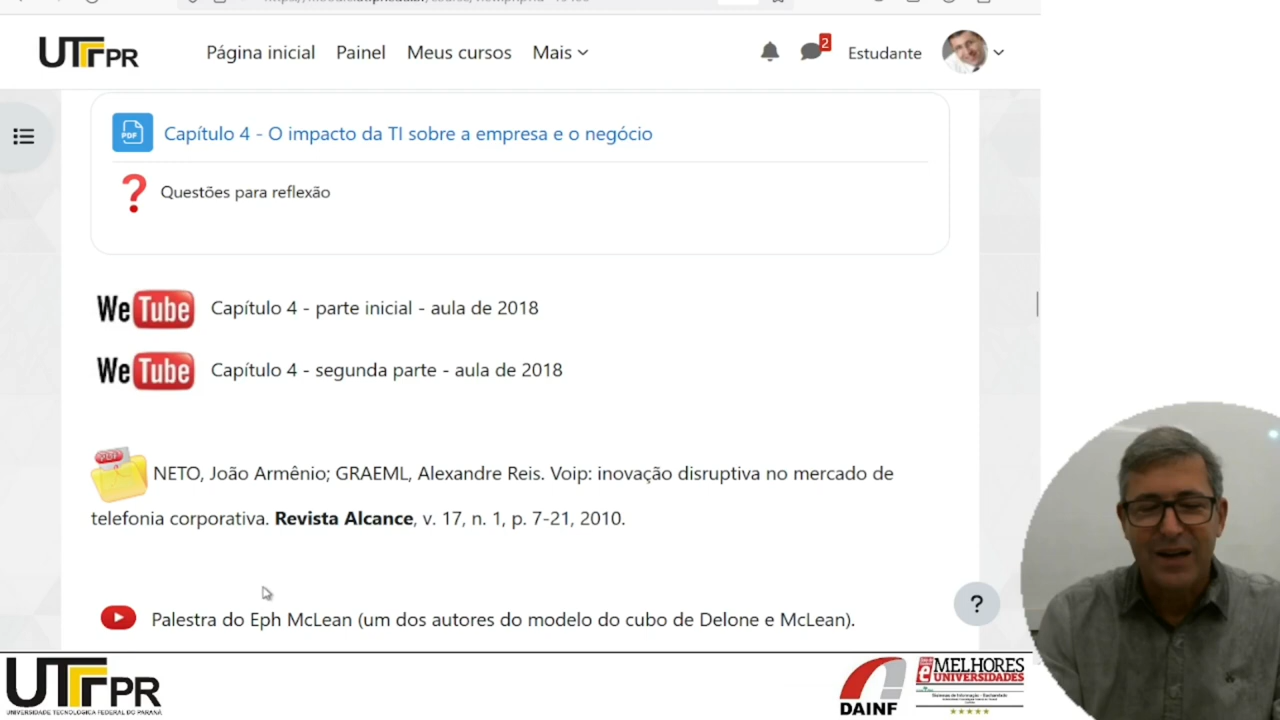 UTFPR
Página inicial
Painel
Meus cursos
Mais
2
Estudante
PDF
Capítulo 4 - O impacto da TI sobre a empresa e o negócio
Questões para reflexão
WeTube
Capítulo 4 - parte inicial - aula de 2018
WeTube
Capítulo 4 - segunda parte - aula de 2018
NETO, João Armênio; GRAEML, Alexandre Reis. Voip: inovação disruptiva no mercado de
telefonia corporativa. Revista Alcance, v. 17, n. 1, p. 7-21, 2010.
?
Palestra do Eph McLean (um dos autores do modelo do cubo de Delone e McLean).
UTFPR
UNIVERSIDADE TECNOLÓGICA FEDERAL DO PARANÁ
DAINF
MELHORES
UNIVERSIDADES